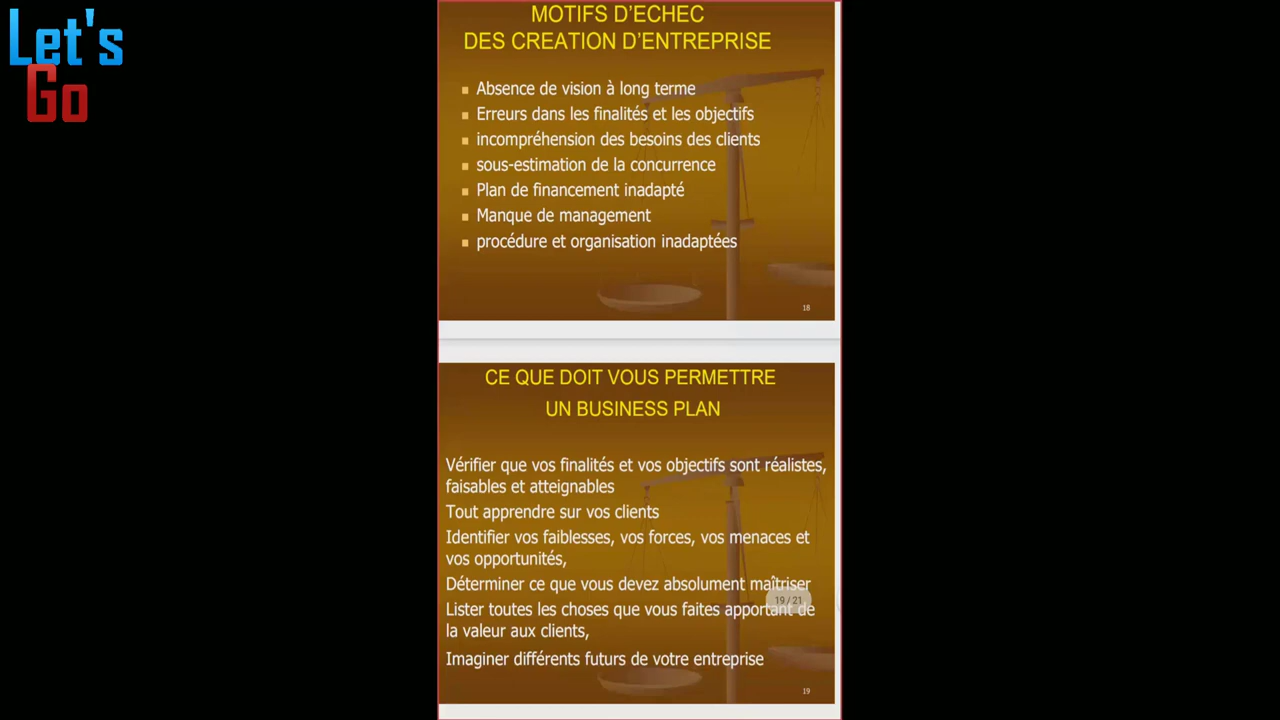 Let's
Go
MOTIFS D'ECHEC
DES CREATION D'ENTREPRISE
Absence de vision à long terme
Erreurs dans les finalités et les objectifs
incompréhension des besoins des clients
sous-estimation de la concurrence
Plan de financement inadapté
Manque de management
procédure et organisation inadaptées
18
CE QUE DOIT VOUS PERMETTRE
UN BUSINESS PLAN
Vérifier que vos finalités et vos objectifs sont réalistes,
faisables et atteignables
Tout apprendre sur vos clients
Identifier vos faiblesses, vos forces, vos menaces et
vos opportunités,
Déterminer ce que vous devez absolument maîtriser
19 / 21
Lister toutes les choses que vous faites apportant de
la valeur aux clients,
Imaginer différents futurs de votre entreprise
19